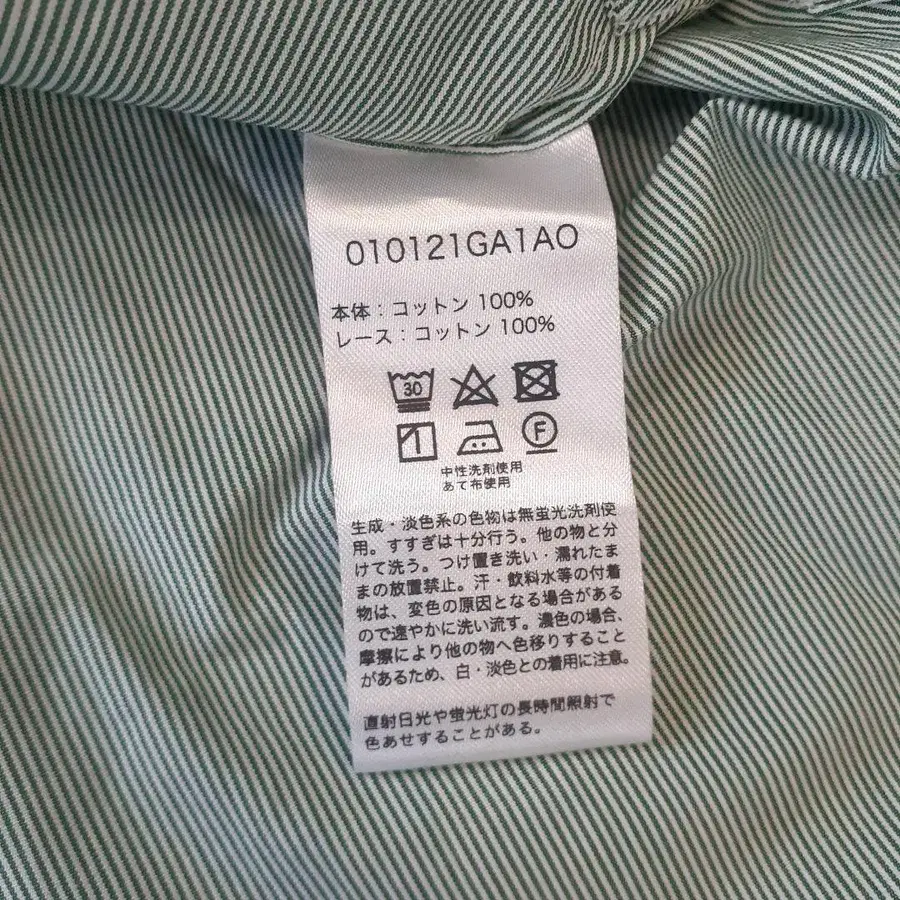 010121GA1AO
本体：コットン 100%
レース：コットン 100%
30
F
中性洗剤使用
あて布使用
生成・淡色系の色物は無蛍光洗剤使
用。すすぎは十分行う。他の物と分
けて洗う。つけ置き洗い・濡れたま
まの放置禁止。汗・飲料水等の付着
物は、変色の原因となる場合がある
ので速やかに洗い流す。濃色の場合、
摩擦により他の物へ色移りすること
があるため、白・淡色との着用に注意。
直射日光や蛍光灯の長時間照射で
色あせすることがある。